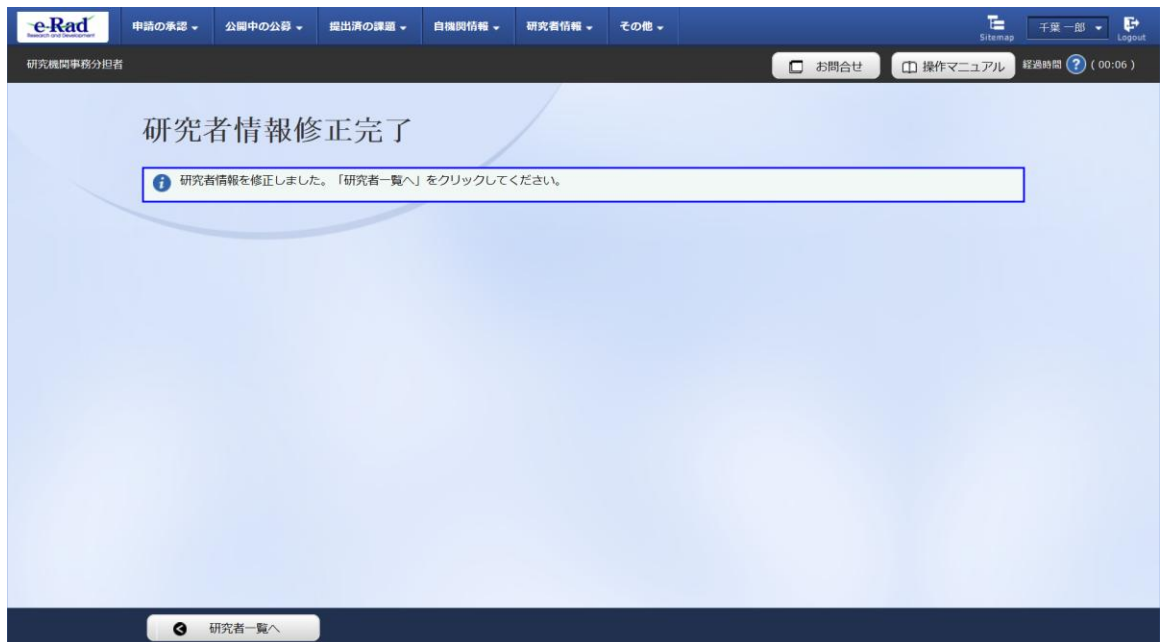 e-Rad
Research and Development
申請の承認
公開中の公募
提出済の課題
自機関情報
研究者情報
その他
Sitemap
千葉 一郎
Logout
研究機関事務分担者
お問合せ
操作マニュアル
経過時間 ? ( 00:06 )
研究者情報修正完了
研究者情報を修正しました。「研究者一覧へ」をクリックしてください。
研究者一覧へ